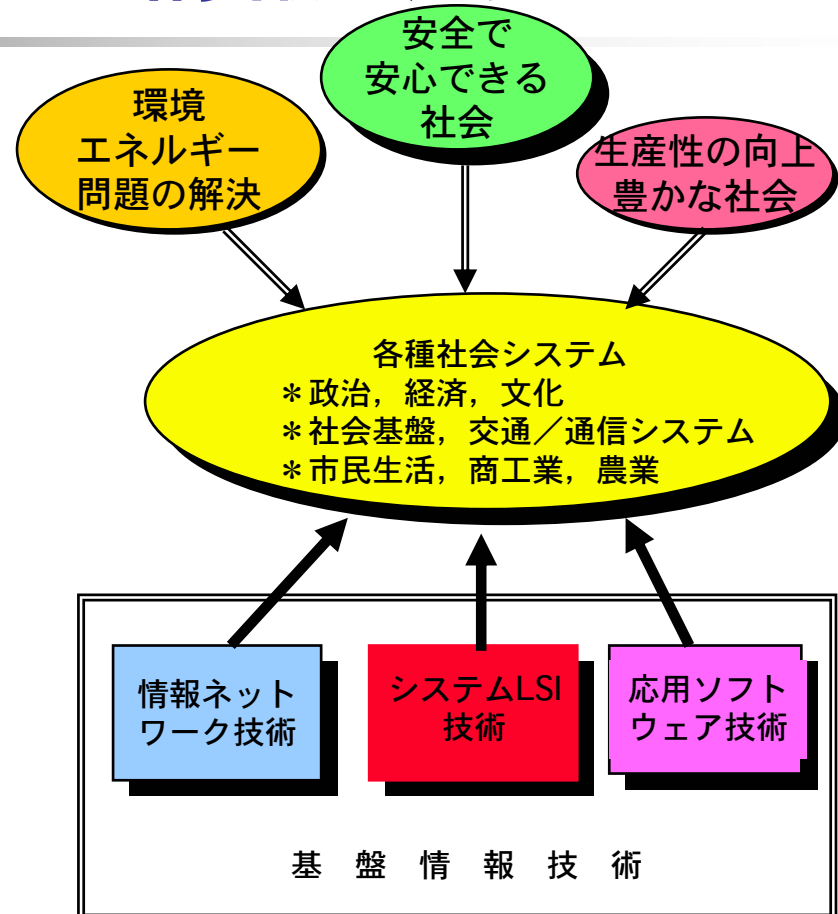 安全で
安心できる
社会
環境
エネルギー
問題の解決
生産性の向上
豊かな社会
各種社会システム
＊政治，経済，文化
＊社会基盤，交通／通信システム
＊市民生活，商工業，農業
情報ネット
ワーク技術
システムLSI
技術
応用ソフト
ウェア技術
基盤情報技術